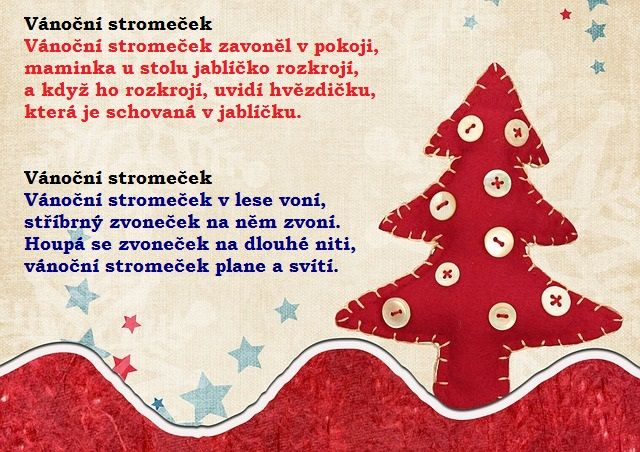 Vánoční stromeček
Vánoční stromeček zavoněl v pokoji,
maminka u stolu jablíčko rozkrojí,
a když ho rozkrojí, uvidí hvězdičku,
která je schovaná v jablíčku.
Vánoční stromeček
Vánoční stromeček v lese voní,
stříbrný zvoneček na něm zvoní.
Houpá se zvoneček na dlouhé niti,
vánoční stromeček plane a svítí.